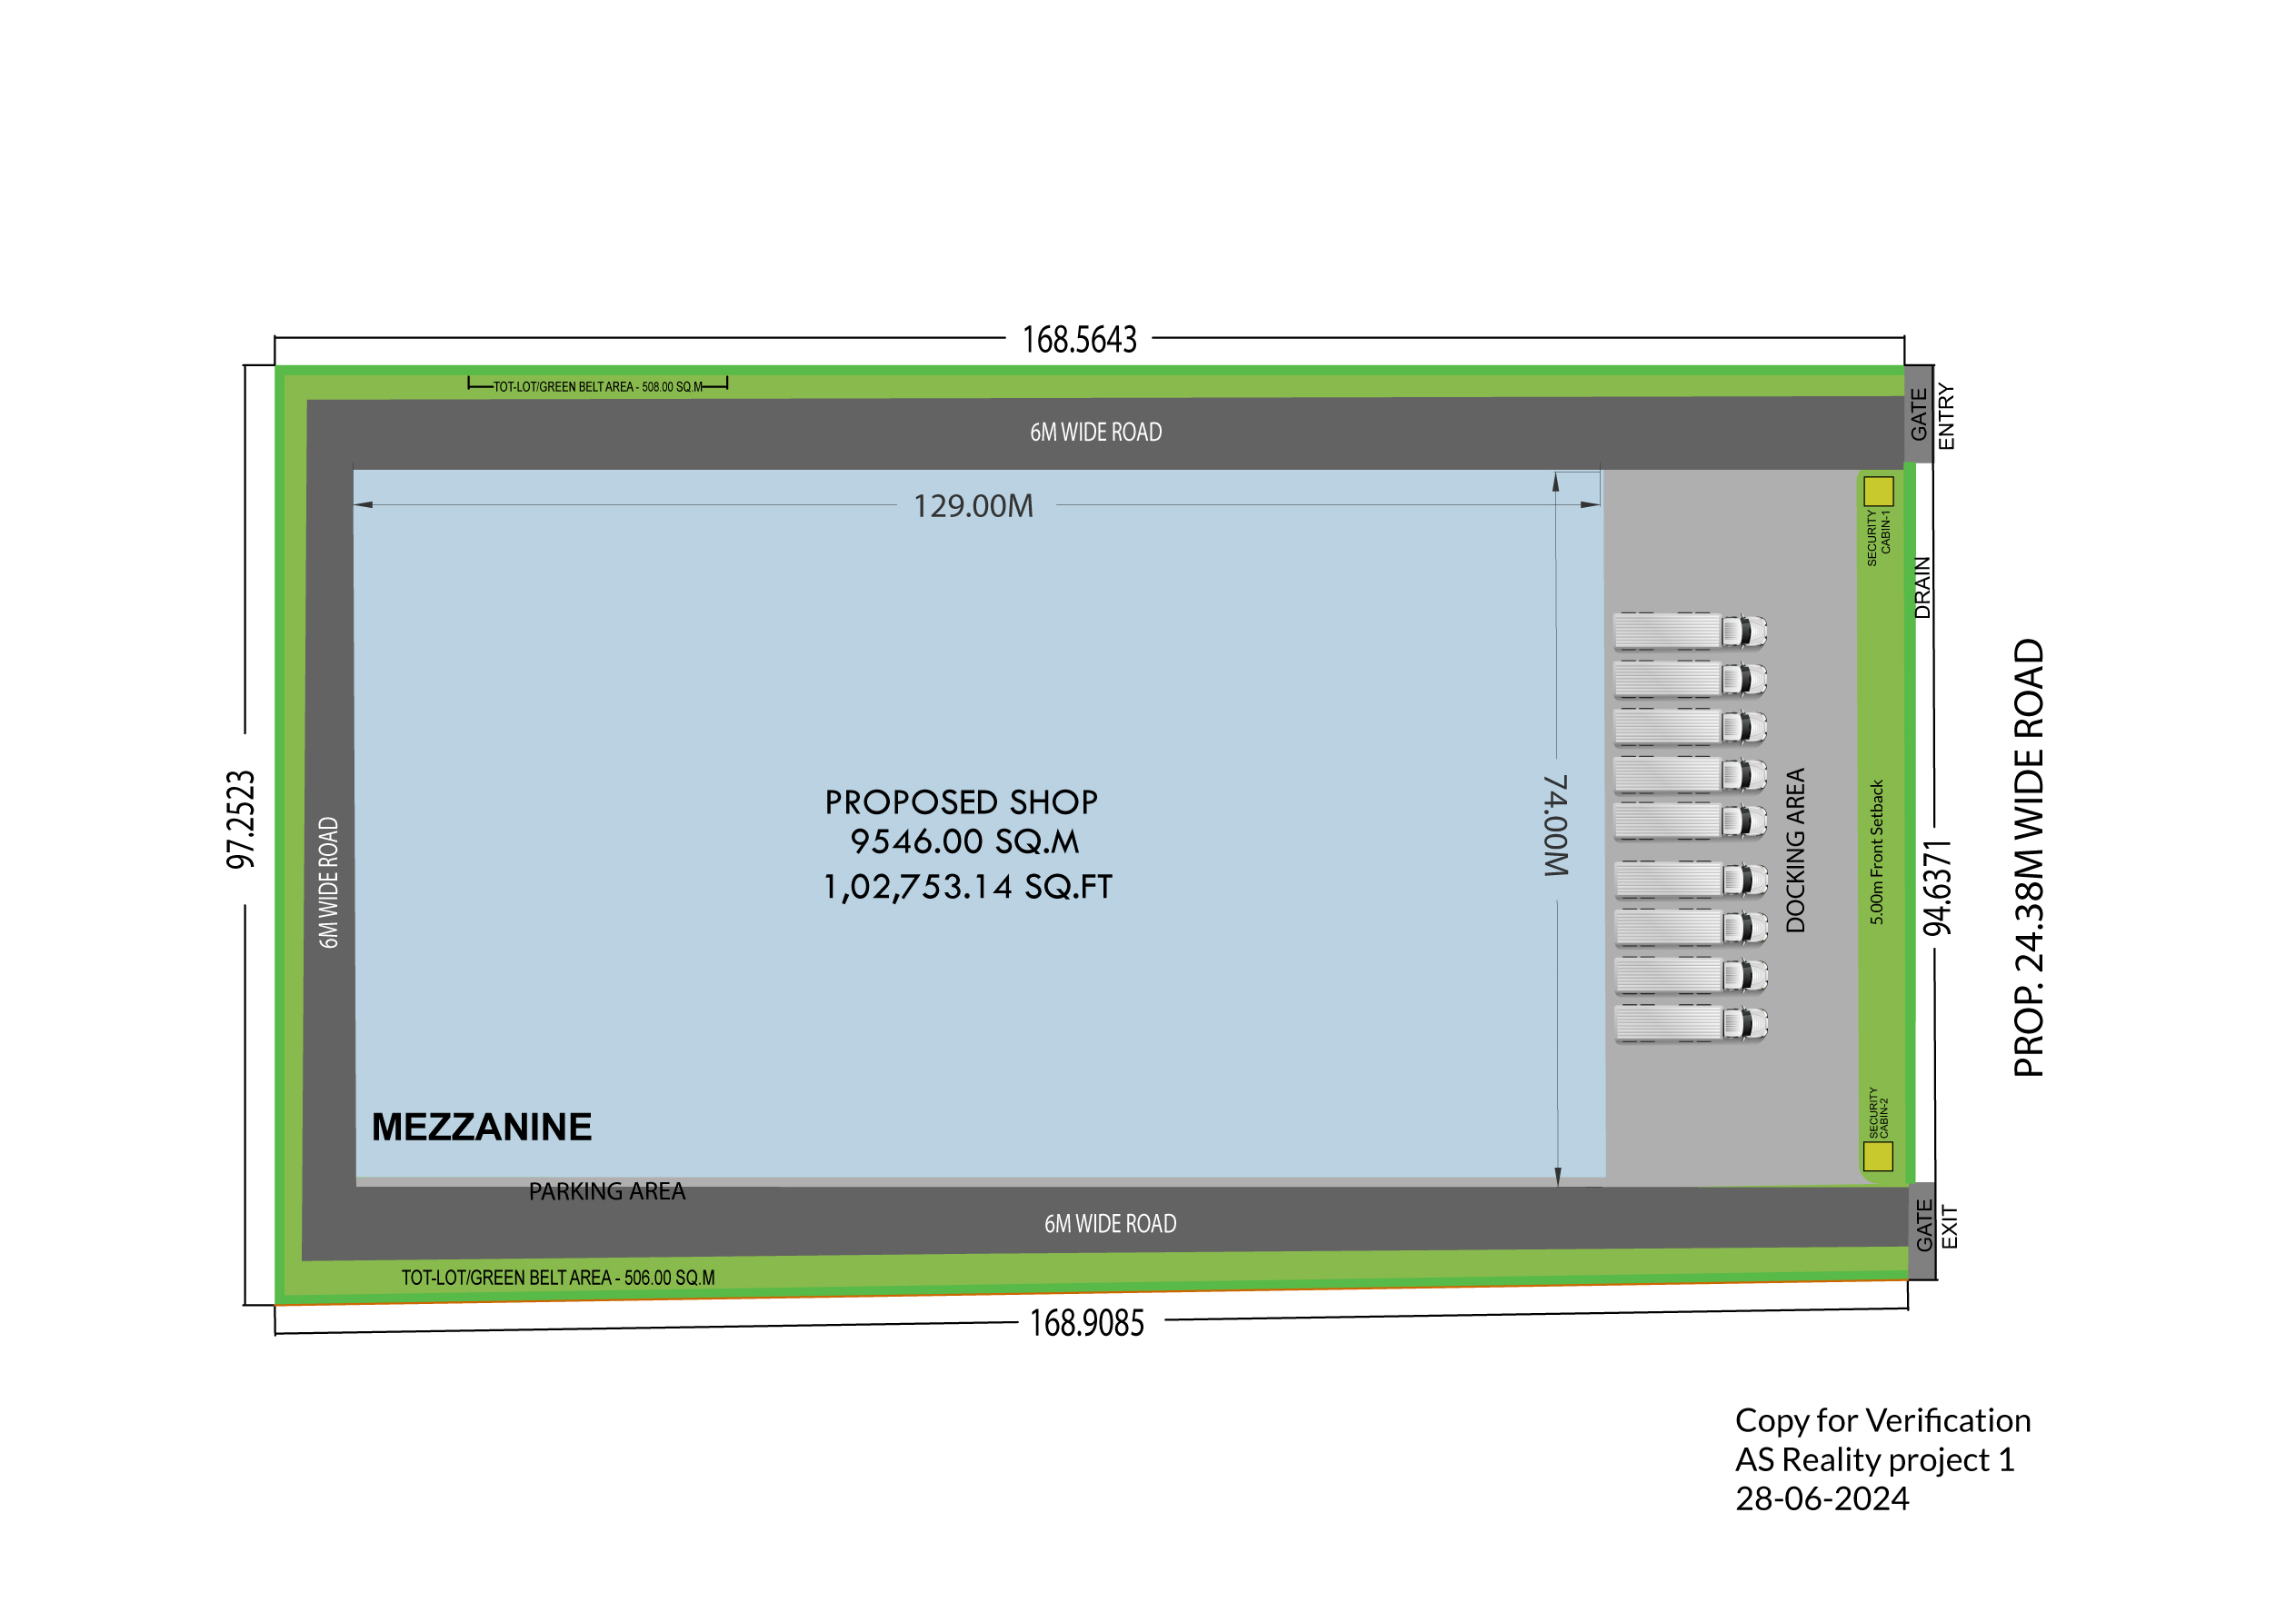 168.5643
TOT-LOT/GREEN BELT AREA - 508.00 SQ.M
6M WIDE ROAD
GATE
ENTRY
129.00M
SECURITY
CABIN-1
DRAIN
97.2523
6M WIDE ROAD
PROPOSED SHOP
9546.00 SQ.M
1,02,753.14 SQ.FT
74.00M
DOCKING AREA
5.00m Front Setback
94.6371
PROP. 24.38M WIDE ROAD
MEZZANINE
SECURITY
CABIN-2
PARKING AREA
6M WIDE ROAD
GATE
EXIT
TOT-LOT/GREEN BELT AREA - 506.00 SQ.M
168.9085
Copy for Verification
AS Reality project 1
28-06-2024